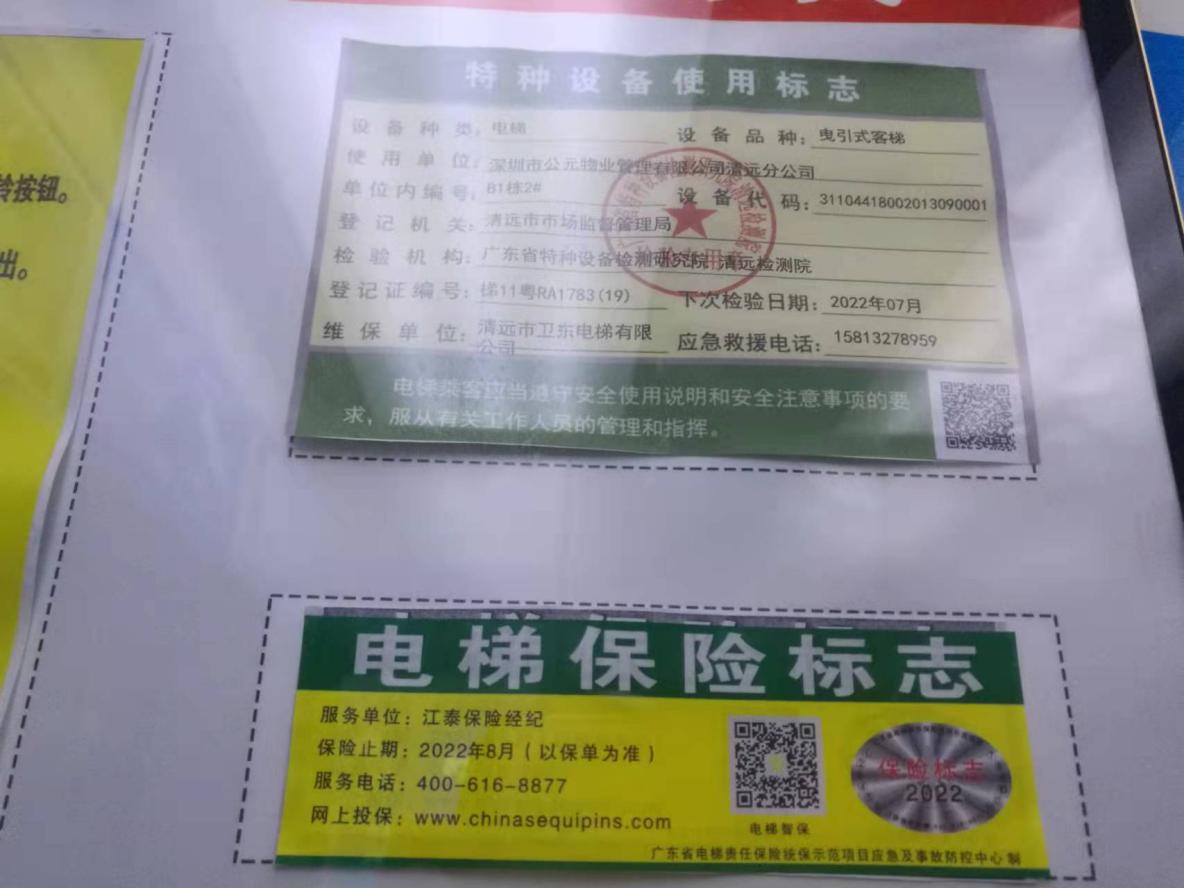 铃按钮。
出。
特种设备使用标志
设备种类：电梯 设备品种：曳引式客梯
使用单位：深圳市公元物业管理有限公司清远分公司
单位内编号：B1栋2# 设备代码：31104418002013090001
登记机关：清远市市场监督管理局
检验机构：广东省特种设备检测研究院 清远检测院
登记证编号：梯11粤RA1783(19) 下次检验日期：2022年07月
维保单位：清远市卫东电梯有限公司 应急救援电话：15813278959
电梯乘客应当遵守安全使用说明和安全注意事项的要
求，服从有关工作人员的管理和指挥。
电梯保险标志
服务单位：江泰保险经纪
保险止期：2022年8月（以保单为准）
服务电话：400-616-8877
网上投保：www.chinasequipins.com
电梯智保
保险标志
2022
广东省电梯责任保险统保示范项目应急及事故防控中心 制